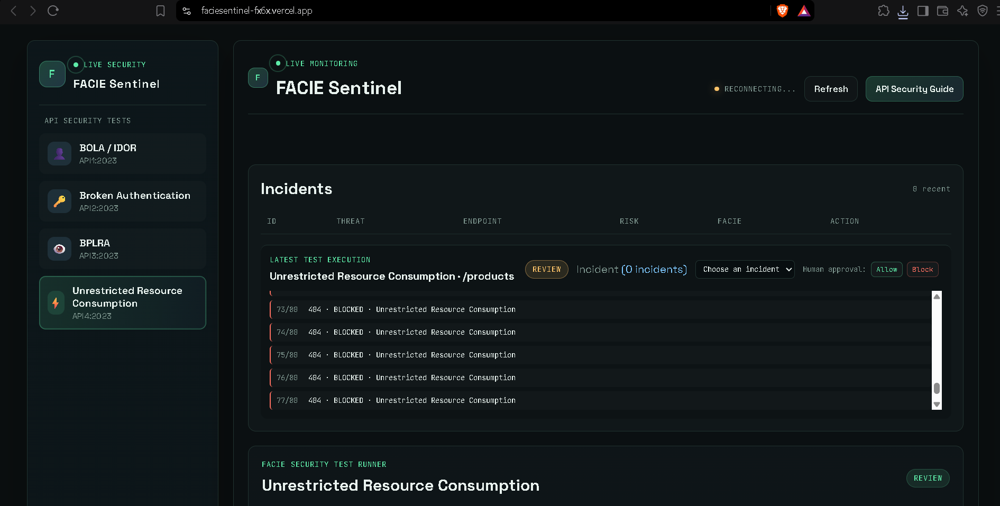 faciesentinel-fx6x.vercel.app
F
LIVE SECURITY
FACIE Sentinel
API SECURITY TESTS
BOLA / IDOR
API1:2023
Broken Authentication
API2:2023
BPLRA
API3:2023
Unrestricted Resource
Consumption
API4:2023
F
LIVE MONITORING
FACIE Sentinel
RECONNECTING...
Refresh
API Security Guide
Incidents
0 recent
ID THREAT ENDPOINT RISK FACIE ACTION
LATEST TEST EXECUTION
Unrestricted Resource Consumption · /products
REVIEW
Incident (0 incidents)
Choose an incident
Human approval:
Allow
Block
73/80 404 · BLOCKED · Unrestricted Resource Consumption
74/80 404 · BLOCKED · Unrestricted Resource Consumption
75/80 404 · BLOCKED · Unrestricted Resource Consumption
76/80 404 · BLOCKED · Unrestricted Resource Consumption
77/80 404 · BLOCKED · Unrestricted Resource Consumption
FACIE SECURITY TEST RUNNER
Unrestricted Resource Consumption
REVIEW